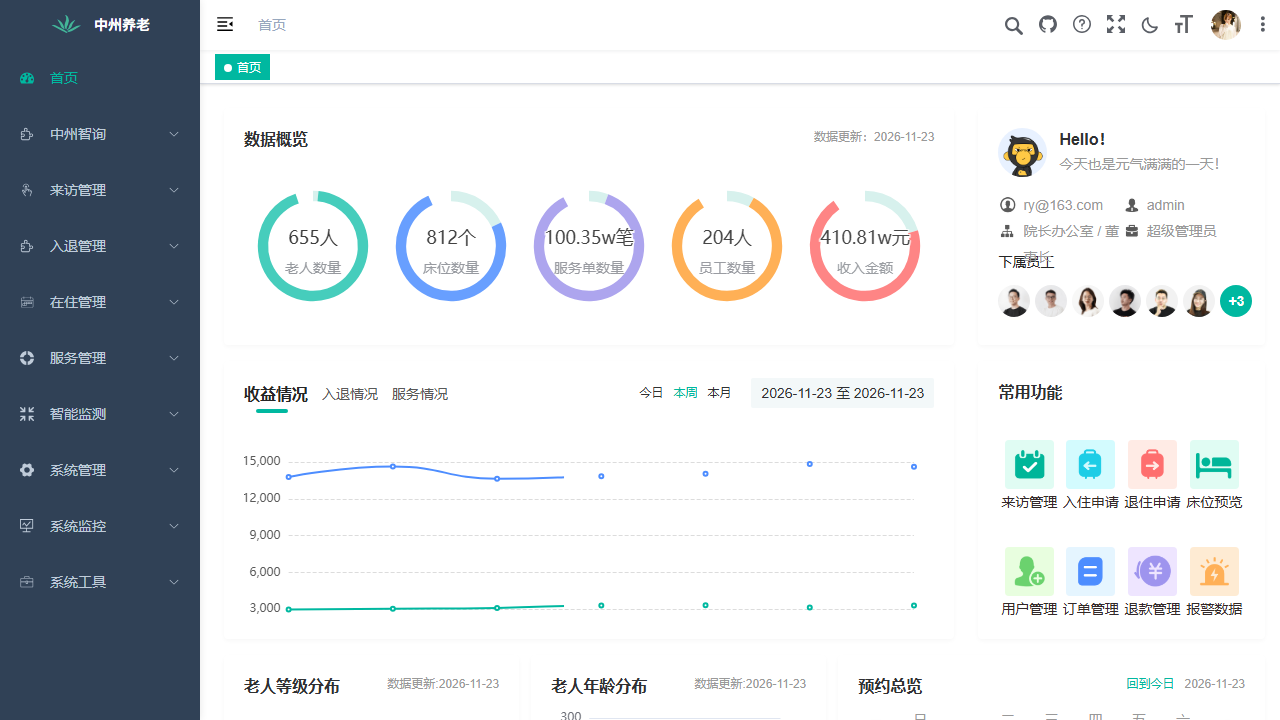 中州养老
首页
首页
中州智询
来访管理
入退管理
在住管理
服务管理
智能监测
系统管理
系统监控
系统工具
首页
数据概览
数据更新：2026-11-23
655人
老人数量
812个
床位数量
100.35w笔
服务单数量
204人
员工数量
410.81w元
收入金额
Hello！
今天也是元气满满的一天！
ry@163.com
admin
院长办公室 / 董事长
超级管理员
下属员工
+3
收益情况 入退情况 服务情况
今日 本周 本月
2026-11-23 至 2026-11-23
15,000
12,000
9,000
6,000
3,000
常用功能
来访管理 入住申请 退住申请 床位预览
用户管理 订单管理 退款管理 报警数据
老人等级分布
数据更新:2026-11-23
老人年龄分布
数据更新:2026-11-23
300
预约总览
回到今日 2026-11-23
日 一 三 四 五 六